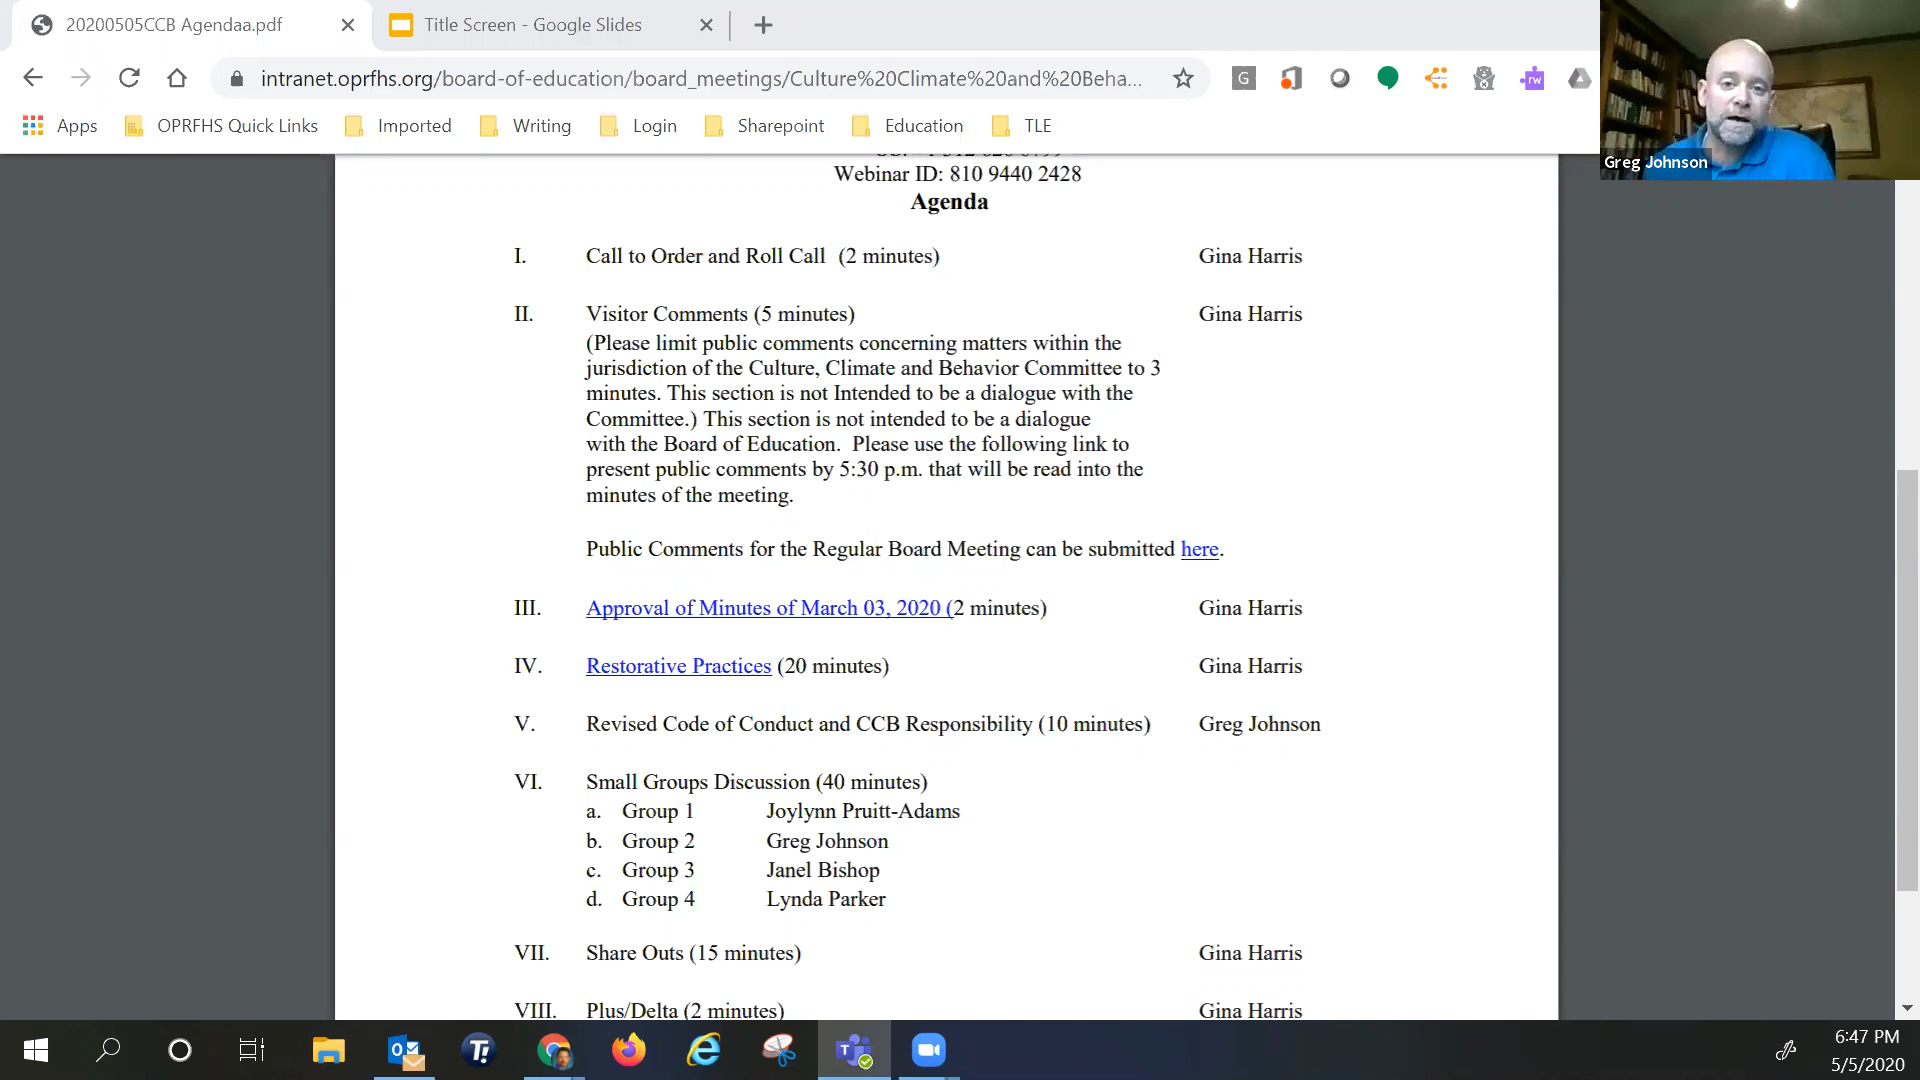 20200505CCB Agendaa.pdf
Title Screen - Google Slides
intranet.oprfhs.org/board-of-education/board_meetings/Culture%20Climate%20and%20Beha...
Apps
OPRFHS Quick Links
Imported
Writing
Login
Sharepoint
Education
TLE
Greg Johnson
Webinar ID: 810 9440 2428
Agenda
I. Call to Order and Roll Call (2 minutes) Gina Harris
II. Visitor Comments (5 minutes) Gina Harris
(Please limit public comments concerning matters within the
jurisdiction of the Culture, Climate and Behavior Committee to 3
minutes. This section is not Intended to be a dialogue with the
Committee.) This section is not intended to be a dialogue
with the Board of Education. Please use the following link to
present public comments by 5:30 p.m. that will be read into the
minutes of the meeting.
Public Comments for the Regular Board Meeting can be submitted here.
III. Approval of Minutes of March 03, 2020 (2 minutes) Gina Harris
IV. Restorative Practices (20 minutes) Gina Harris
V. Revised Code of Conduct and CCB Responsibility (10 minutes) Greg Johnson
VI. Small Groups Discussion (40 minutes)
a. Group 1 Joylynn Pruitt-Adams
b. Group 2 Greg Johnson
c. Group 3 Janel Bishop
d. Group 4 Lynda Parker
VII. Share Outs (15 minutes) Gina Harris
VIII. Plus/Delta (2 minutes) Gina Harris
6:47 PM
5/5/2020